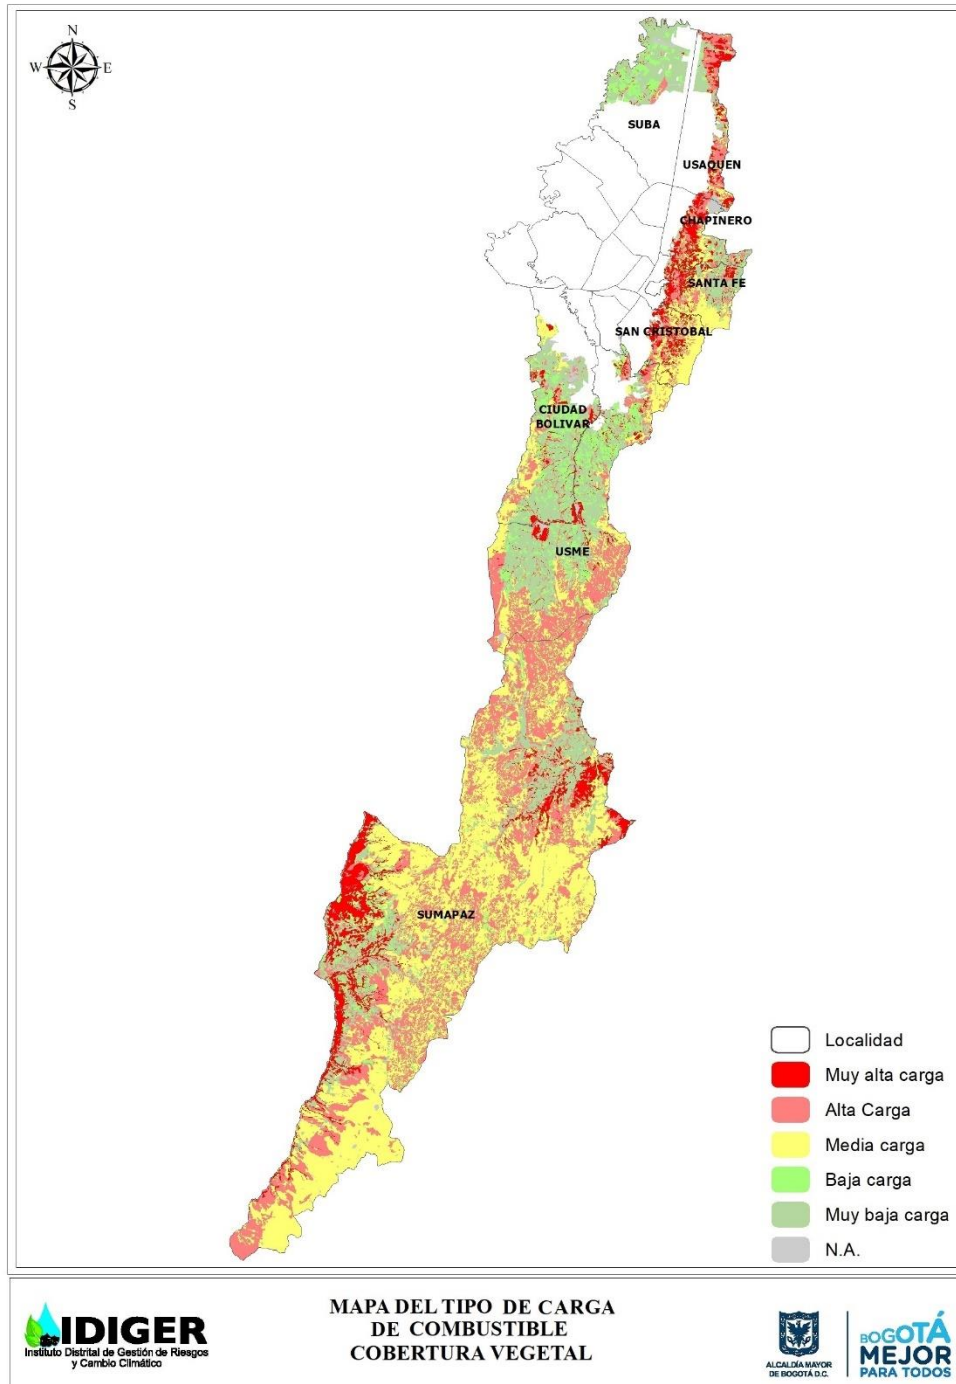 N
W
E
S
SUBA
USAQUEN
CHAPINERO
SANTA FE
SAN CRISTOBAL
CIUDAD
BOLIVAR
USME
SUMAPAZ
Localidad
Muy alta carga
Alta Carga
Media carga
Baja carga
Muy baja carga
N.A.
IDIGER
Instituto Distrital de Gestión de Riesgos
y Cambio Climático
MAPA DEL TIPO DE CARGA
DE COMBUSTIBLE
COBERTURA VEGETAL
ALCALDÍA MAYOR
DE BOGOTÁ D.C.
BOGOTÁ
MEJOR
PARA TODOS